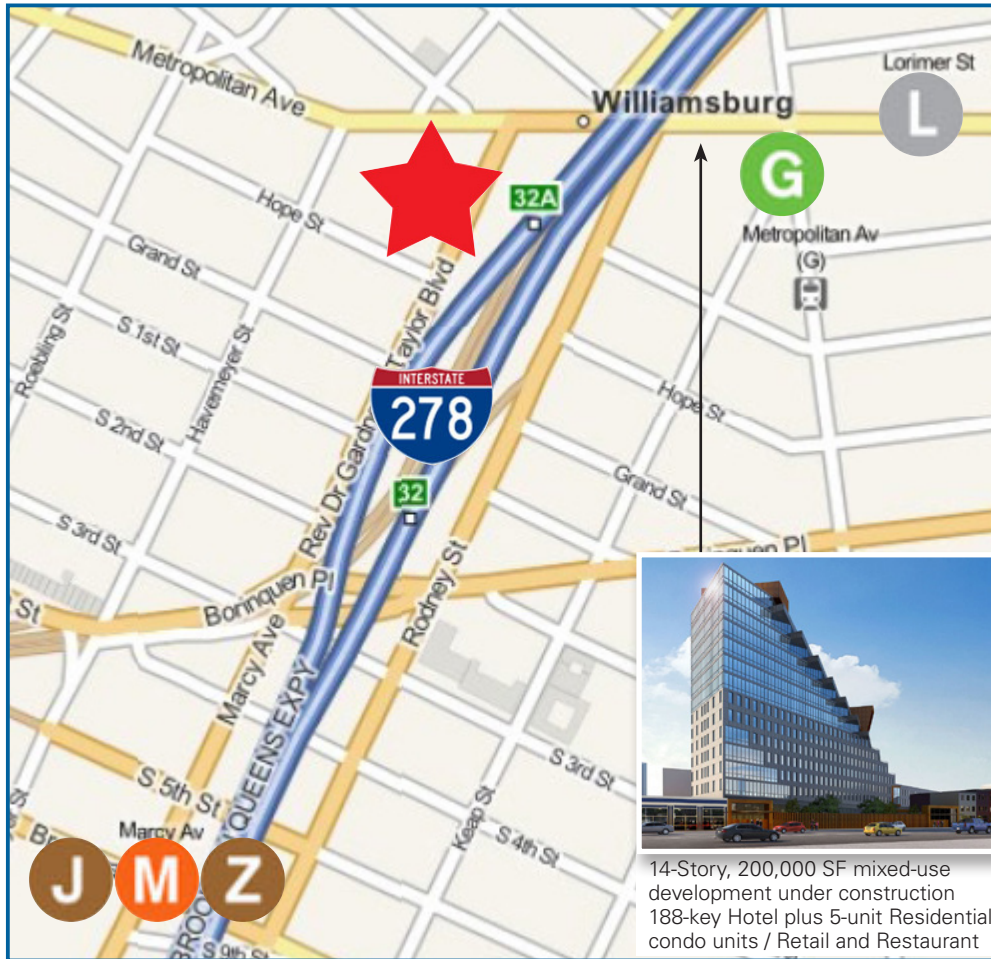 Metropolitan Ave
Lorimer St
Williamsburg
L
G
32A
Hope St
Metropolitan Av
(G)
Grand St
Taylor Blvd
S 1st St
Roebling St
Havemeyer St
INTERSTATE
278
Hope St
S 2nd St
Rev Dr Gardn
32
Grand St
S 3rd St
Borinquen Pl
Rodney St
St
Marcy Ave
QUEENS EXPY
S 3rd St
S 5th St
Keap St
S 4th St
Marcy Av
J M Z
S 9th St
14-Story, 200,000 SF mixed-use
development under construction
188-key Hotel plus 5-unit Residential
condo units / Retail and Restaurant